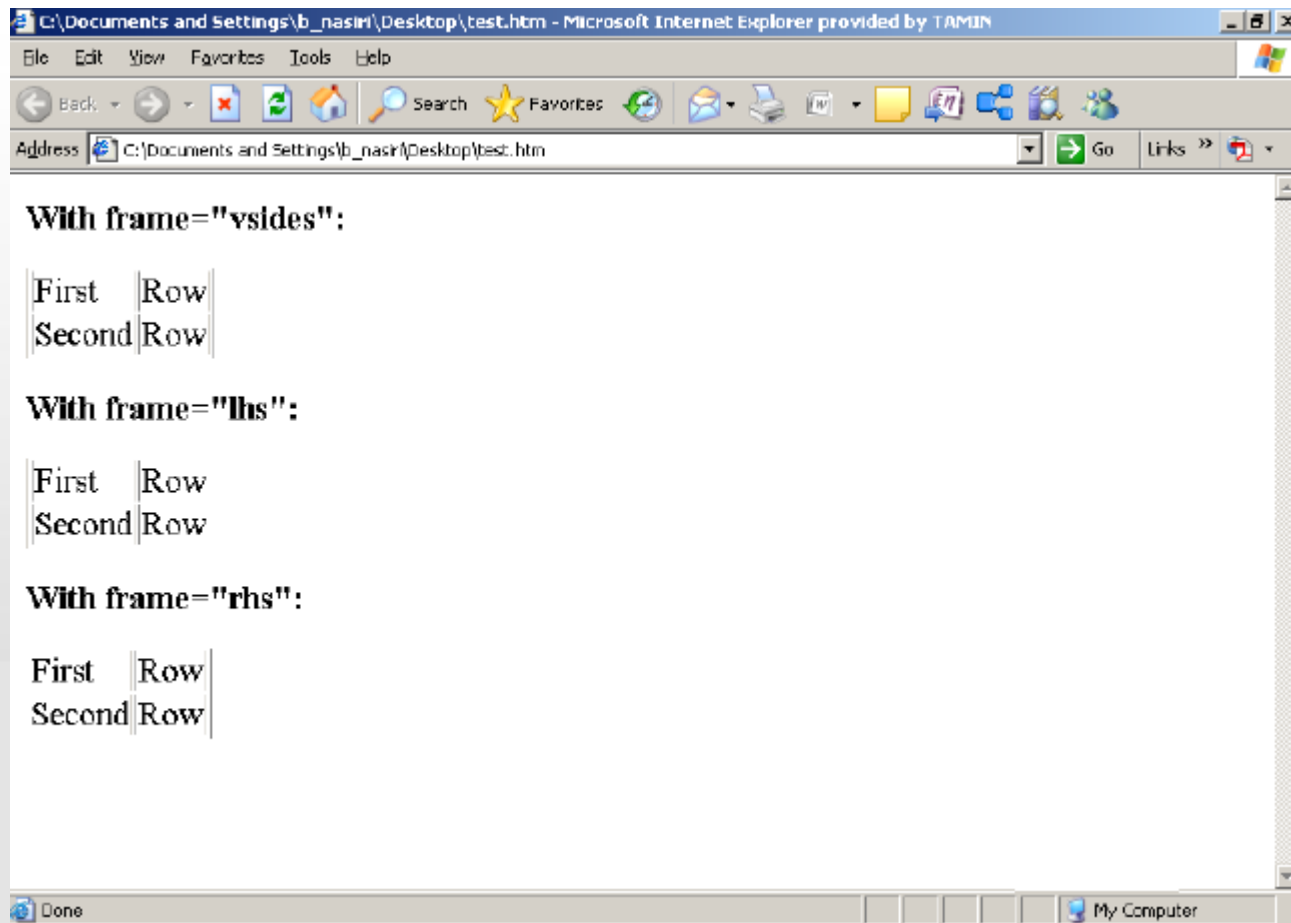 C:\Documents and Settings\b_nasiri\Desktop\test.htm - Microsoft Internet Explorer provided by TAMIN
File Edit View Favorites Tools Help
Back Search Favorites
Address C:\Documents and Settings\b_nasiri\Desktop\test.htm Go Links »
With frame="vsides":
First Row
Second Row
With frame="lhs":
First Row
Second Row
With frame="rhs":
First Row
Second Row
Done My Computer